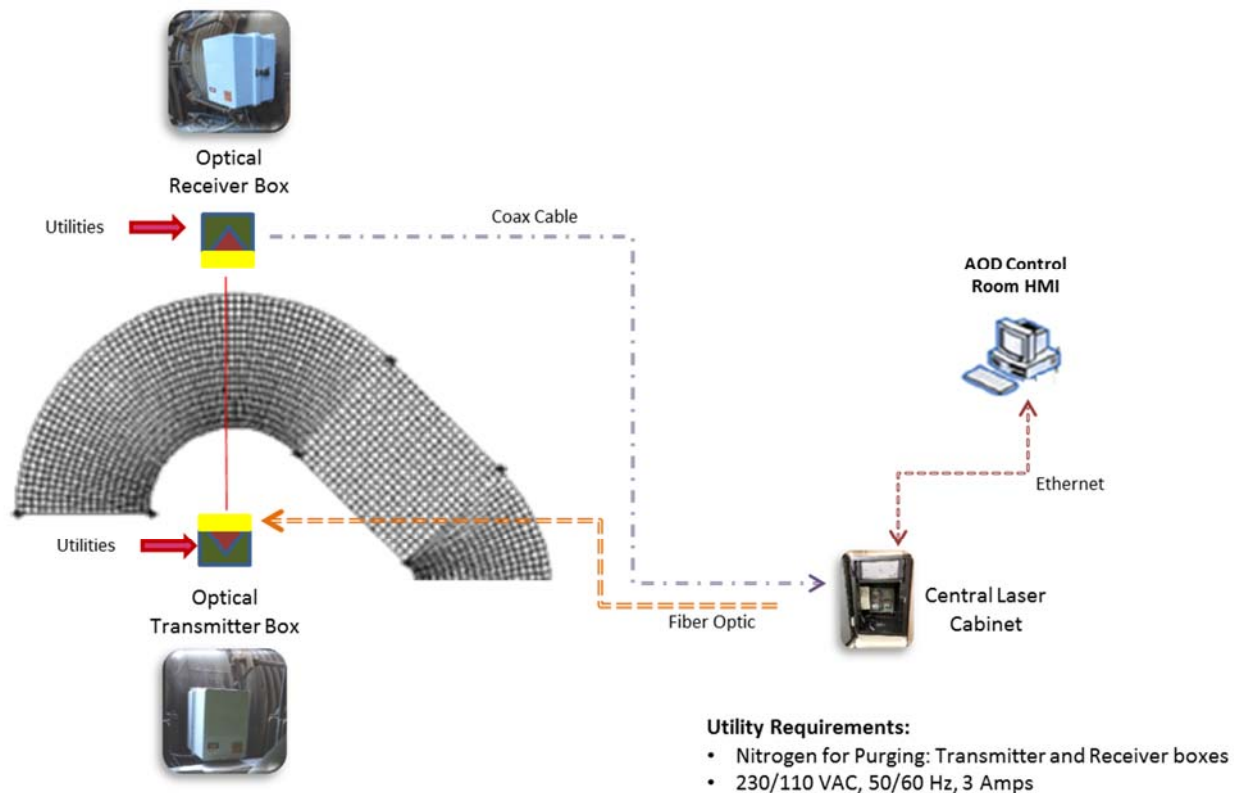 Optical
Receiver Box
Utilities
Coax Cable
AOD Control
Room HMI
Ethernet
Utilities
Optical
Transmitter Box
Fiber Optic
Central Laser
Cabinet
Utility Requirements:
• Nitrogen for Purging: Transmitter and Receiver boxes
• 230/110 VAC, 50/60 Hz, 3 Amps